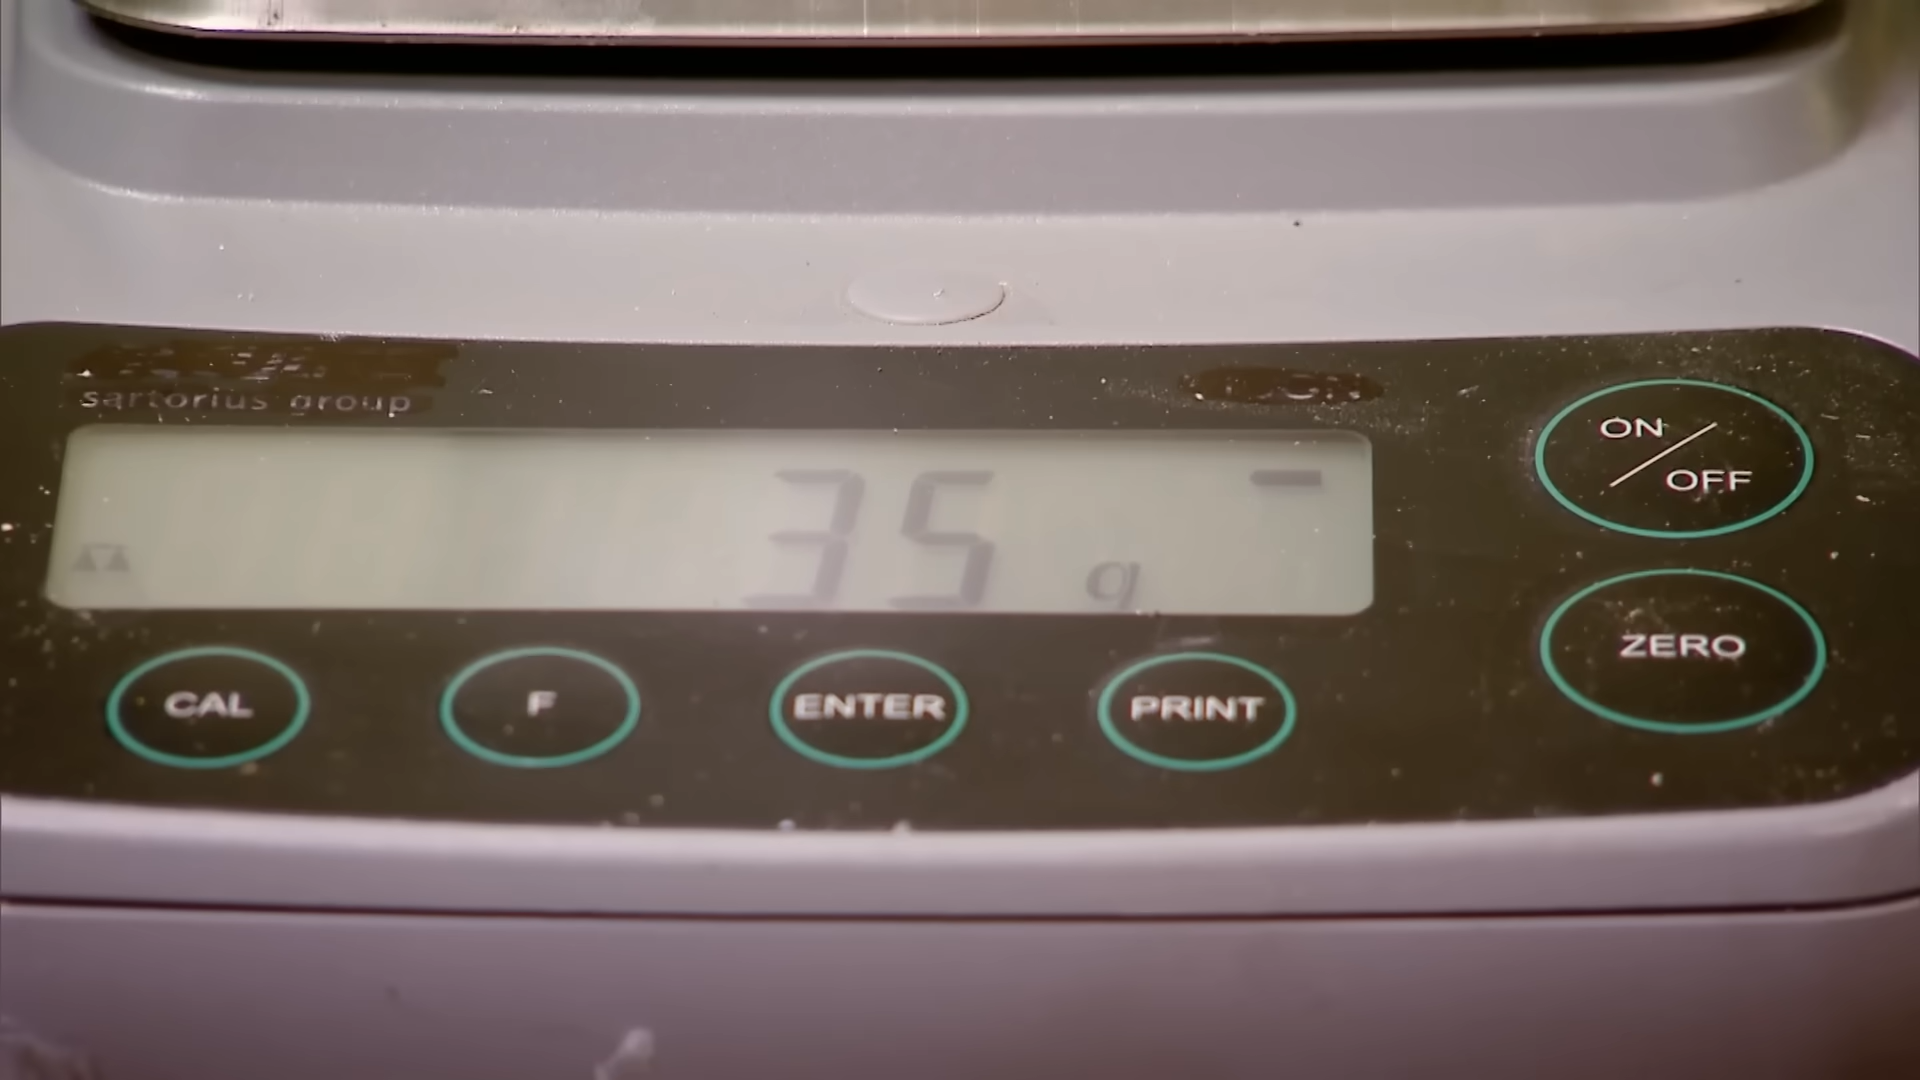 sartorius group
ON/OFF
35 g
ZERO
CAL F ENTER PRINT